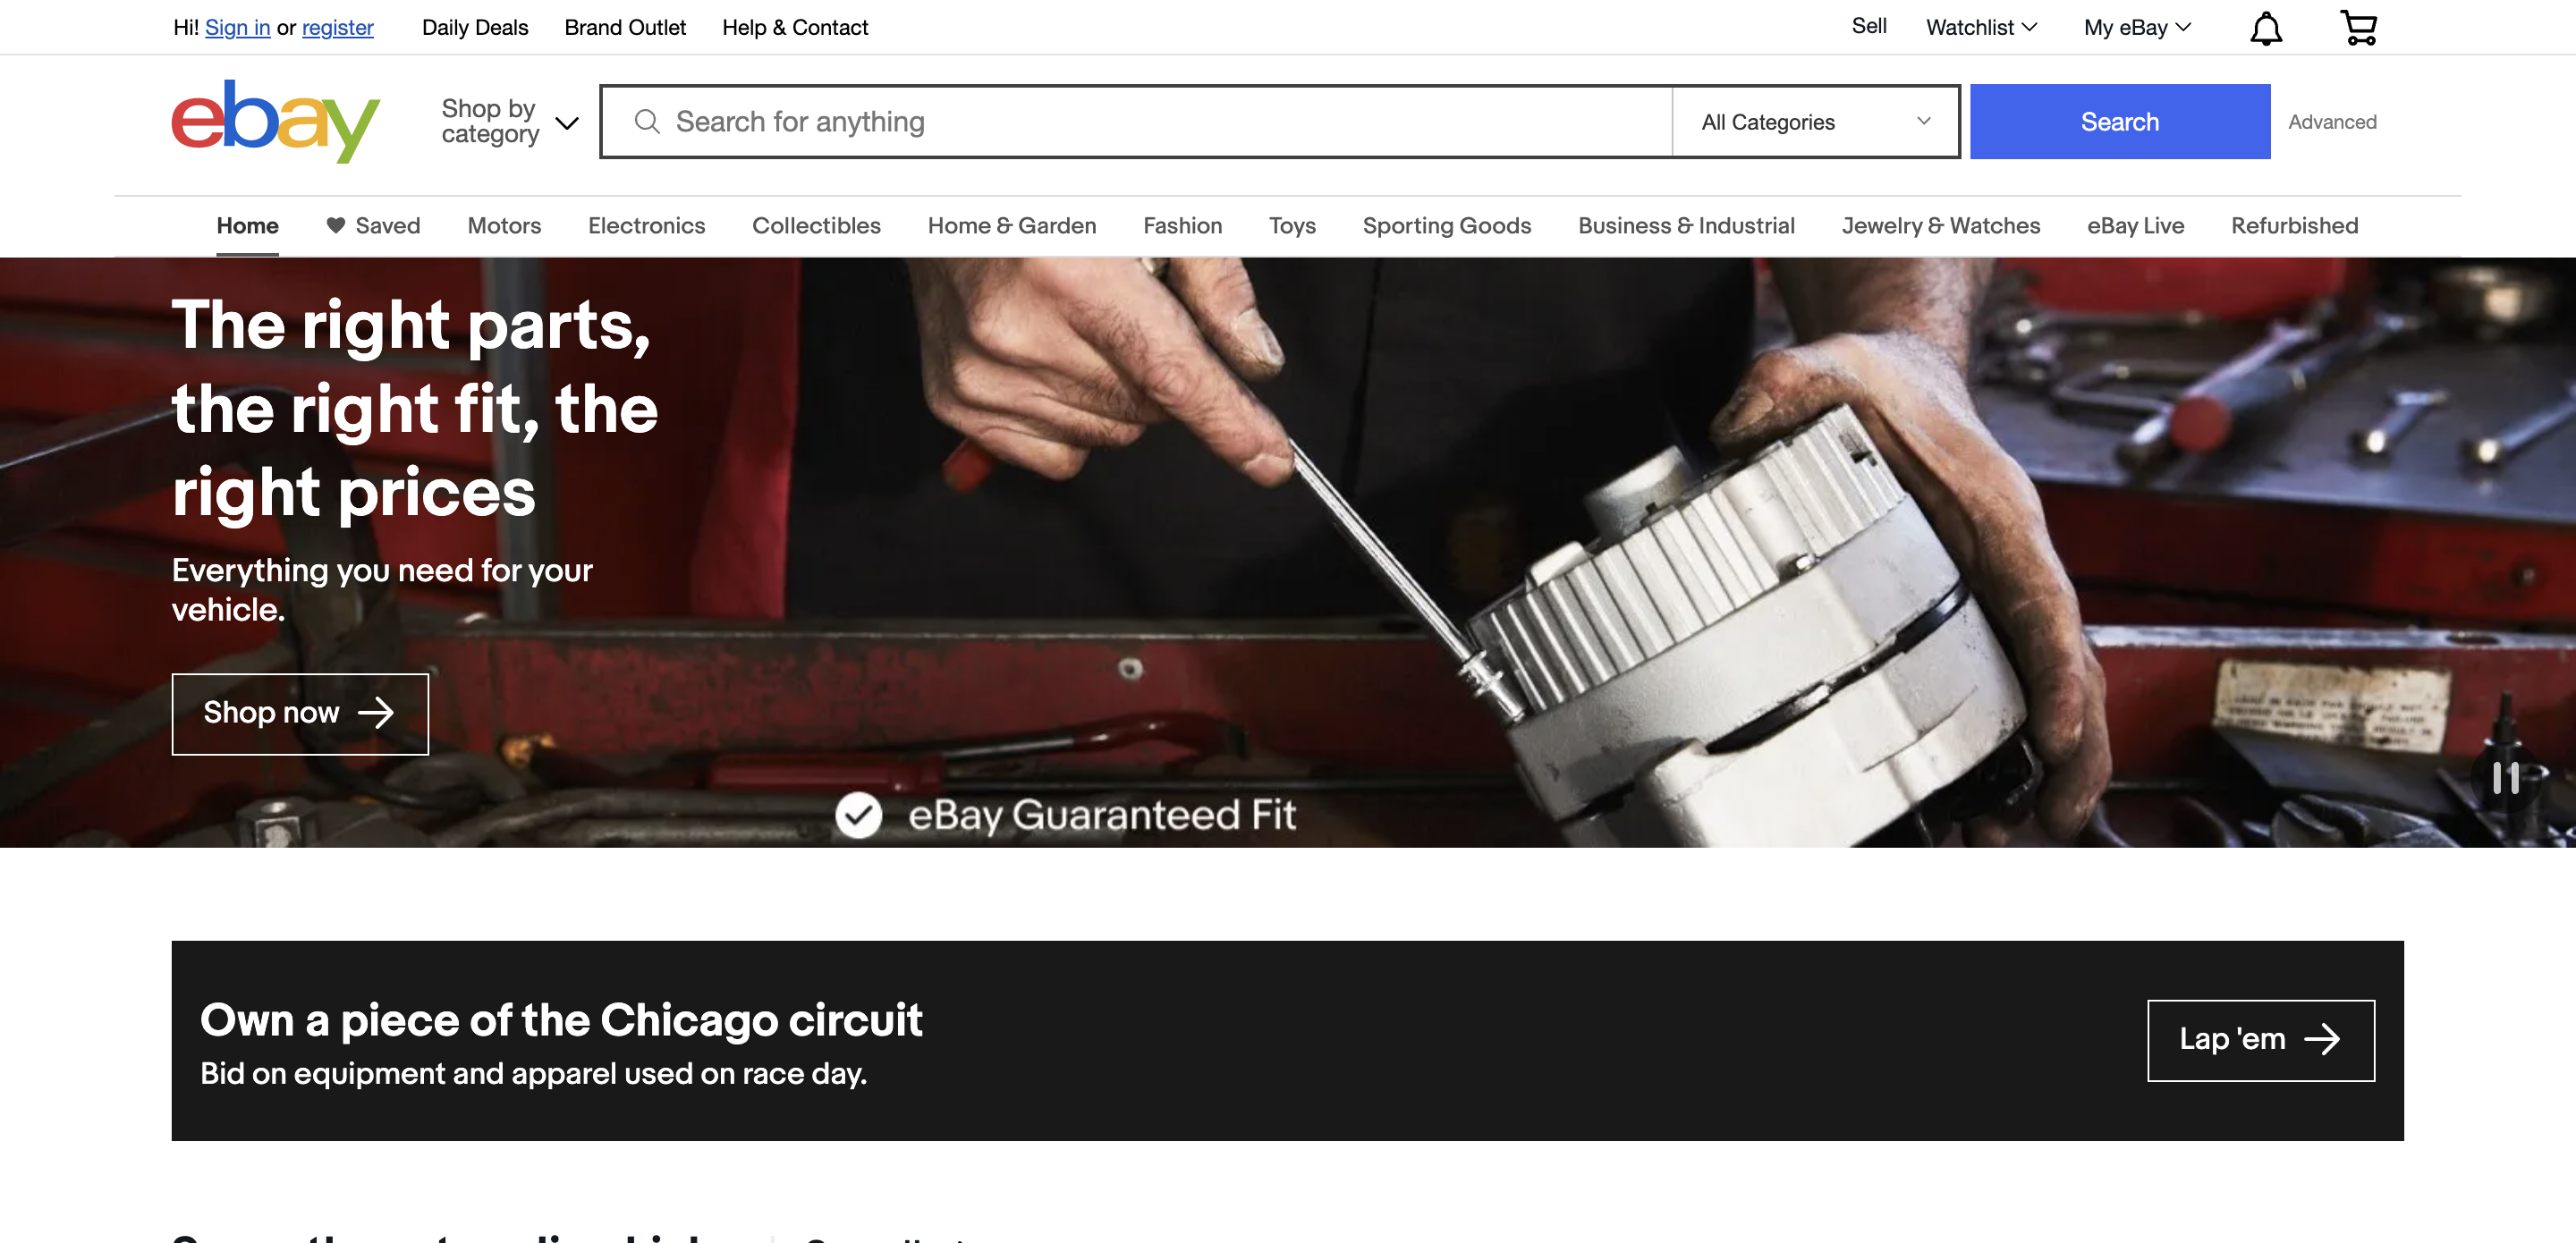 Hi! Sign in or register Daily Deals Brand Outlet Help & Contact Sell Watchlist My eBay
ebay
Shop by
category
Search for anything
All Categories
Search
Advanced
Home Saved Motors Electronics Collectibles Home & Garden Fashion Toys Sporting Goods Business & Industrial Jewelry & Watches eBay Live Refurbished
The right parts,
the right fit, the
right prices
Everything you need for your
vehicle.
Shop now
eBay Guaranteed Fit
Own a piece of the Chicago circuit
Bid on equipment and apparel used on race day.
Lap 'em